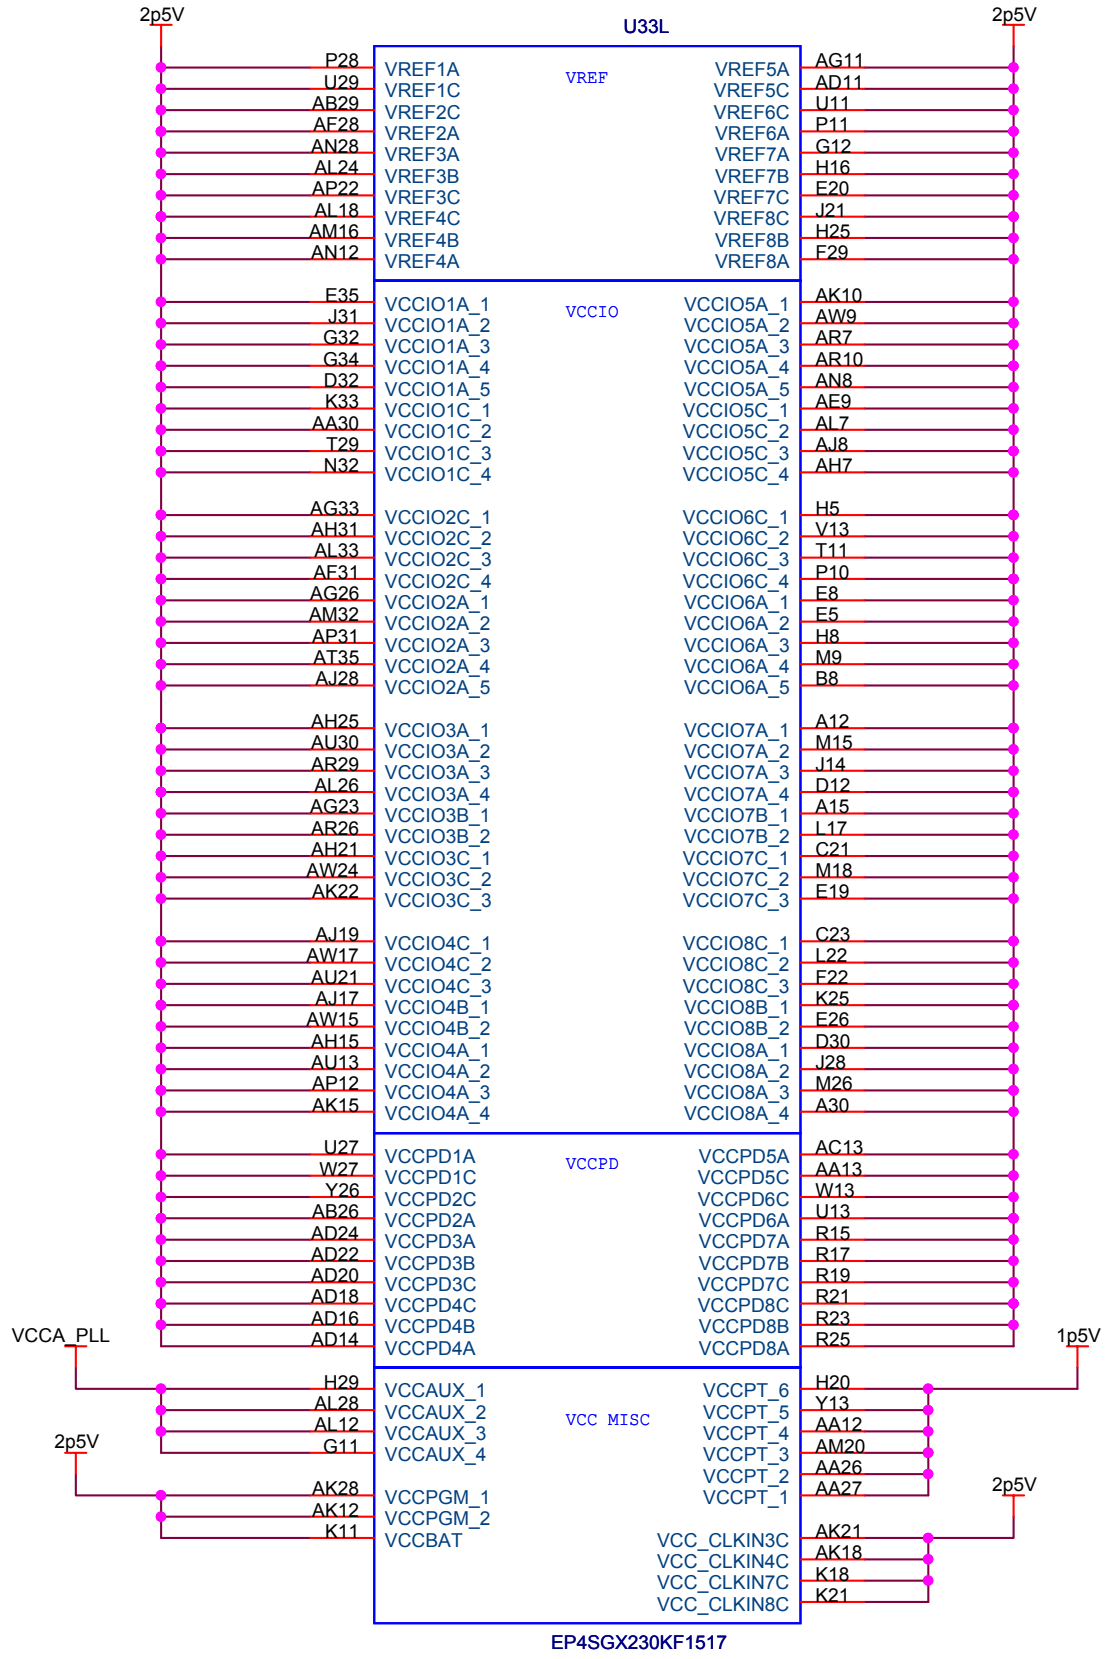 2p5V U33L 2p5V
P28 VREF1A VREF VREF5A AG11
U29 VREF1C VREF5C AD11
AB29 VREF2C VREF6C U11
AF28 VREF2A VREF6A P11
AN28 VREF3A VREF7A G12
AL24 VREF3B VREF7B H16
AP22 VREF3C VREF7C E20
AL18 VREF4C VREF8C J21
AM16 VREF4B VREF8B H25
AN12 VREF4A VREF8A F29
E35 VCCIO1A_1 VCCIO VCCIO5A_1 AK10
J31 VCCIO1A_2 VCCIO5A_2 AW9
G32 VCCIO1A_3 VCCIO5A_3 AR7
G34 VCCIO1A_4 VCCIO5A_4 AR10
D32 VCCIO1A_5 VCCIO5A_5 AN8
K33 VCCIO1C_1 VCCIO5C_1 AE9
AA30 VCCIO1C_2 VCCIO5C_2 AL7
T29 VCCIO1C_3 VCCIO5C_3 AJ8
N32 VCCIO1C_4 VCCIO5C_4 AH7
AG33 VCCIO2C_1 VCCIO6C_1 H5
AH31 VCCIO2C_2 VCCIO6C_2 V13
AL33 VCCIO2C_3 VCCIO6C_3 T11
AF31 VCCIO2C_4 VCCIO6C_4 P10
AG26 VCCIO2A_1 VCCIO6A_1 E8
AM32 VCCIO2A_2 VCCIO6A_2 E5
AP31 VCCIO2A_3 VCCIO6A_3 H8
AT35 VCCIO2A_4 VCCIO6A_4 M9
AJ28 VCCIO2A_5 VCCIO6A_5 B8
AH25 VCCIO3A_1 VCCIO7A_1 A12
AU30 VCCIO3A_2 VCCIO7A_2 M15
AR29 VCCIO3A_3 VCCIO7A_3 J14
AL26 VCCIO3A_4 VCCIO7A_4 D12
AG23 VCCIO3B_1 VCCIO7B_1 A15
AR26 VCCIO3B_2 VCCIO7B_2 L17
AH21 VCCIO3C_1 VCCIO7C_1 C21
AW24 VCCIO3C_2 VCCIO7C_2 M18
AK22 VCCIO3C_3 VCCIO7C_3 E19
AJ19 VCCIO4C_1 VCCIO8C_1 C23
AW17 VCCIO4C_2 VCCIO8C_2 L22
AU21 VCCIO4C_3 VCCIO8C_3 F22
AJ17 VCCIO4B_1 VCCIO8B_1 K25
AW15 VCCIO4B_2 VCCIO8B_2 E26
AH15 VCCIO4A_1 VCCIO8A_1 D30
AU13 VCCIO4A_2 VCCIO8A_2 J28
AP12 VCCIO4A_3 VCCIO8A_3 M26
AK15 VCCIO4A_4 VCCIO8A_4 A30
U27 VCCPD1A VCCPD VCCPD5A AC13
W27 VCCPD1C VCCPD5C AA13
Y26 VCCPD2C VCCPD6C W13
AB26 VCCPD2A VCCPD6A U13
AD24 VCCPD3A VCCPD7A R15
AD22 VCCPD3B VCCPD7B R17
AD20 VCCPD3C VCCPD7C R19
AD18 VCCPD4C VCCPD8C R21
AD16 VCCPD4B VCCPD8B R23
VCCA_PLL AD14 VCCPD4A VCCPD8A R25 1p5V
H29 VCCAUX_1 VCCPT_6 H20
AL28 VCCAUX_2 VCC MISC VCCPT_5 Y13
AL12 VCCAUX_3 VCCPT_4 AA12
2p5V G11 VCCAUX_4 VCCPT_3 AM20
VCCPT_2 AA26
AK28 VCCPGM_1 VCCPT_1 AA27 2p5V
AK12 VCCPGM_2
K11 VCCBAT VCC_CLKIN3C AK21
VCC_CLKIN4C AK18
VCC_CLKIN7C K18
VCC_CLKIN8C K21
EP4SGX230KF1517